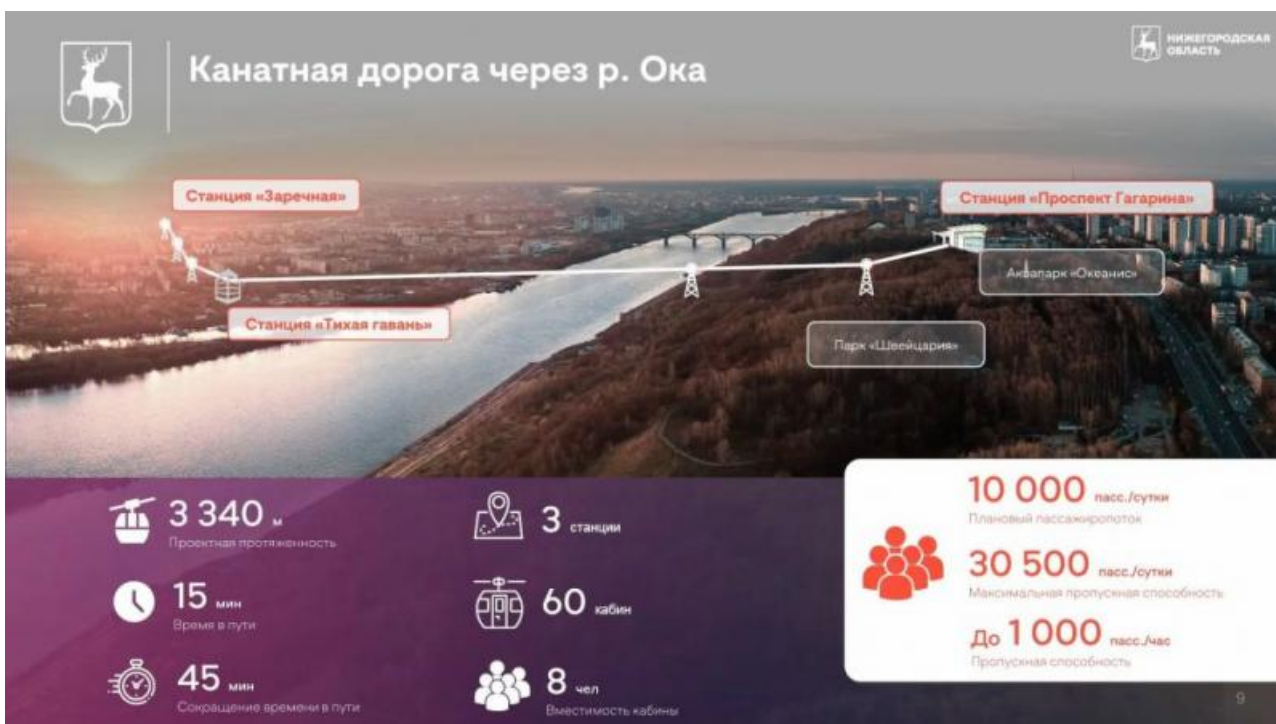 Канатная дорога через р. Ока
НИЖЕГОРОДСКАЯ
ОБЛАСТЬ
Станция «Заречная»
Станция «Проспект Гагарина»
Аквапарк «Океанис»
Станция «Тихая гавань»
Парк «Швейцария»
3 340 м
Проектная протяженность
15 мин
Время в пути
45 мин
Сокращение времени в пути
3 станции
60 кабин
8 чел
Вместимость кабины
10 000 пасс./сутки
Плановый пассажиропоток
30 500 пасс./сутки
Максимальная пропускная способность
До 1 000 пасс./час
Пропускная способность
9